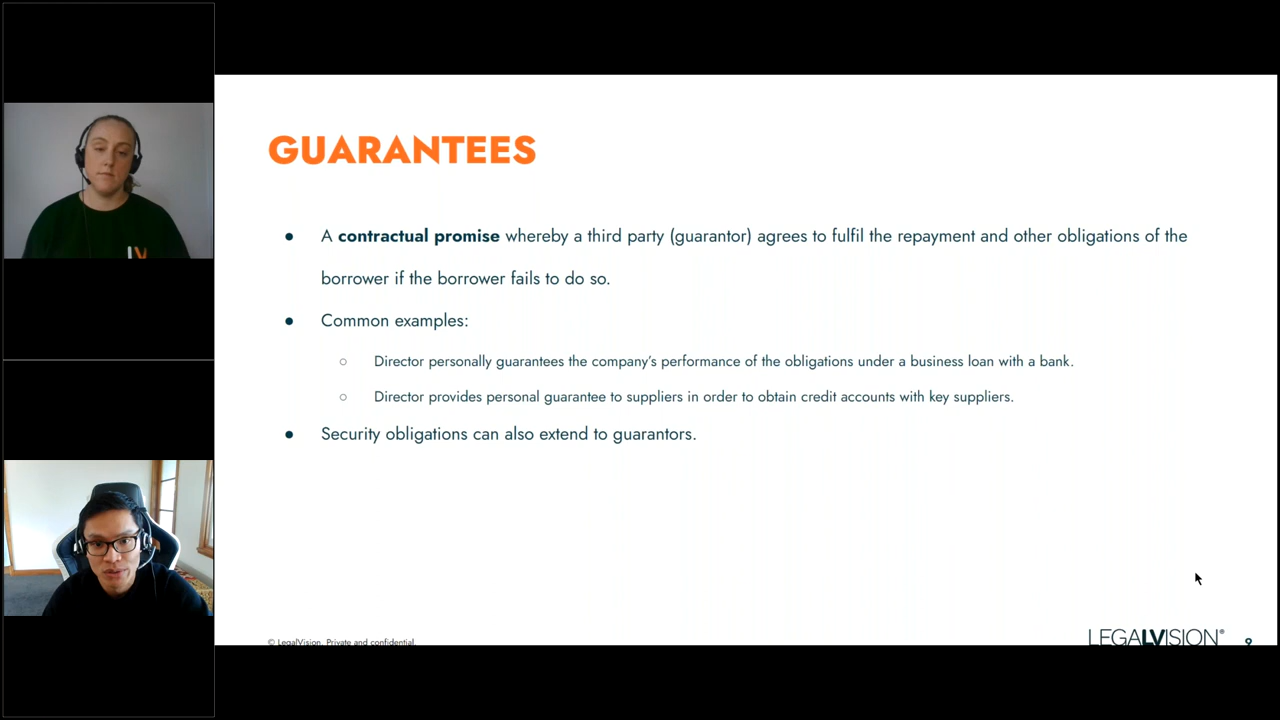 GUARANTEES
● A contractual promise whereby a third party (guarantor) agrees to fulfil the repayment and other obligations of the
borrower if the borrower fails to do so.
● Common examples:
○ Director personally guarantees the company’s performance of the obligations under a business loan with a bank.
○ Director provides personal guarantee to suppliers in order to obtain credit accounts with key suppliers.
● Security obligations can also extend to guarantors.
© LegalVision. Private and confidential.
LEGALVISION®
9
LV